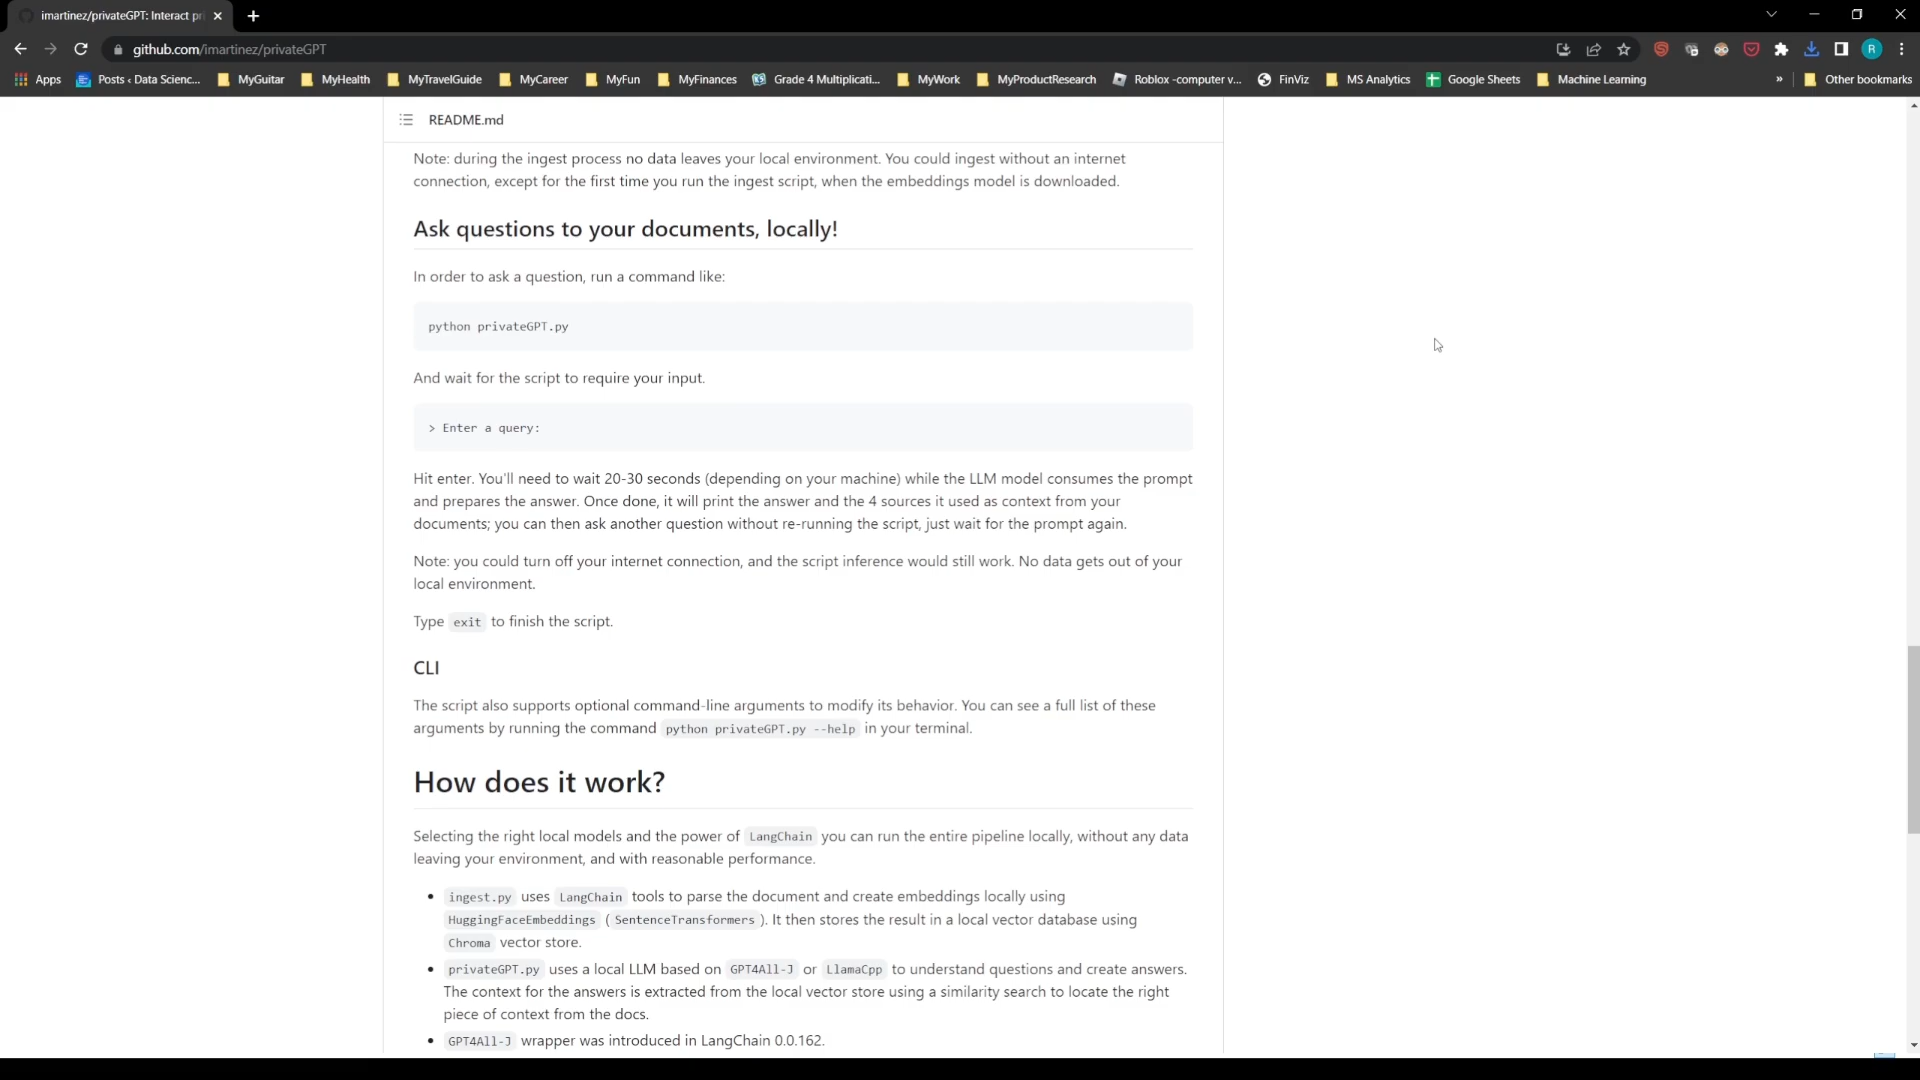 imartinez/privateGPT: Interact pri
github.com/imartinez/privateGPT
R
Apps
Posts ‹ Data Scienc...
MyGuitar
MyHealth
MyTravelGuide
MyCareer
MyFun
MyFinances
Grade 4 Multiplicati...
MyWork
MyProductResearch
Roblox -computer v...
FinViz
MS Analytics
Google Sheets
Machine Learning
»
Other bookmarks
README.md
Note: during the ingest process no data leaves your local environment. You could ingest without an internet
connection, except for the first time you run the ingest script, when the embeddings model is downloaded.
Ask questions to your documents, locally!
In order to ask a question, run a command like:
python privateGPT.py
And wait for the script to require your input.
> Enter a query:
Hit enter. You'll need to wait 20-30 seconds (depending on your machine) while the LLM model consumes the prompt
and prepares the answer. Once done, it will print the answer and the 4 sources it used as context from your
documents; you can then ask another question without re-running the script, just wait for the prompt again.
Note: you could turn off your internet connection, and the script inference would still work. No data gets out of your
local environment.
Type exit to finish the script.
CLI
The script also supports optional command-line arguments to modify its behavior. You can see a full list of these
arguments by running the command python privateGPT.py --help in your terminal.
How does it work?
Selecting the right local models and the power of LangChain you can run the entire pipeline locally, without any data
leaving your environment, and with reasonable performance.
• ingest.py uses LangChain tools to parse the document and create embeddings locally using
HuggingFaceEmbeddings ( SentenceTransformers ). It then stores the result in a local vector database using
Chroma vector store.
• privateGPT.py uses a local LLM based on GPT4All-J or LlamaCpp to understand questions and create answers.
The context for the answers is extracted from the local vector store using a similarity search to locate the right
piece of context from the docs.
• GPT4All-J wrapper was introduced in LangChain 0.0.162.